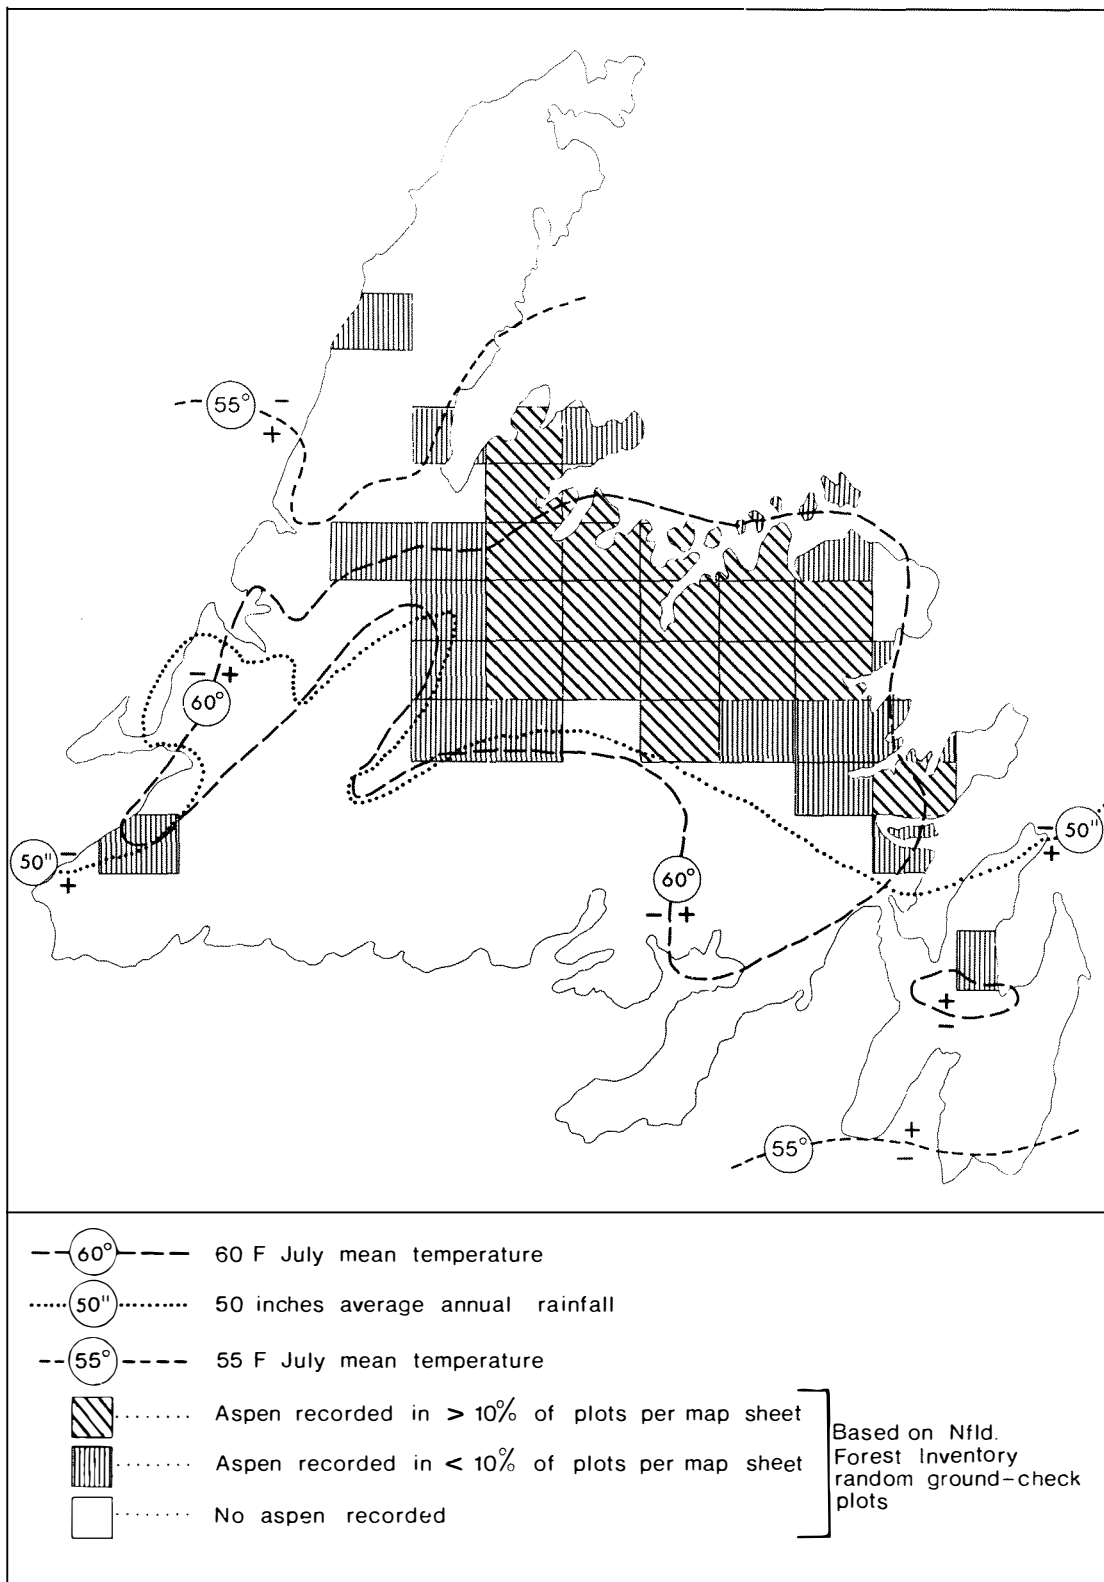 55°
−
+
− +
60°
50"
−
+
60°
− +
−
50"
+
+
−
55°
+
−
60° 60 F July mean temperature
50" 50 inches average annual rainfall
55° 55 F July mean temperature
Aspen recorded in > 10% of plots per map sheet
Aspen recorded in < 10% of plots per map sheet
No aspen recorded
Based on Nfld.
Forest Inventory
random ground-check
plots